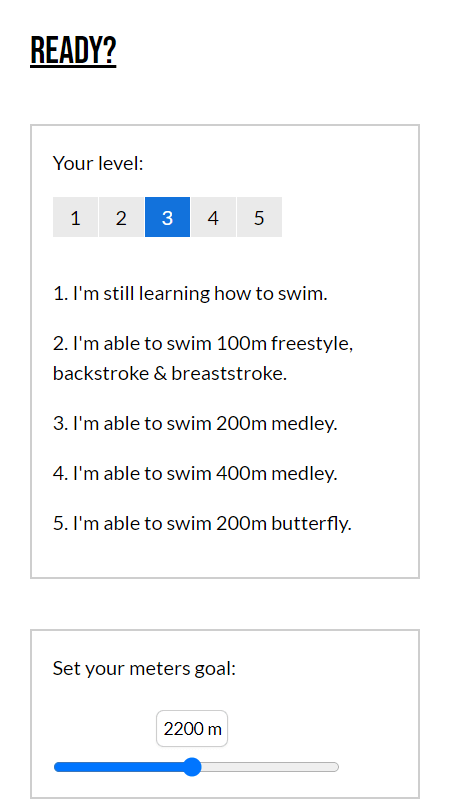 READY?
Your level:
1 2 3 4 5
1. I'm still learning how to swim.
2. I'm able to swim 100m freestyle,
backstroke & breaststroke.
3. I'm able to swim 200m medley.
4. I'm able to swim 400m medley.
5. I'm able to swim 200m butterfly.
Set your meters goal:
2200 m